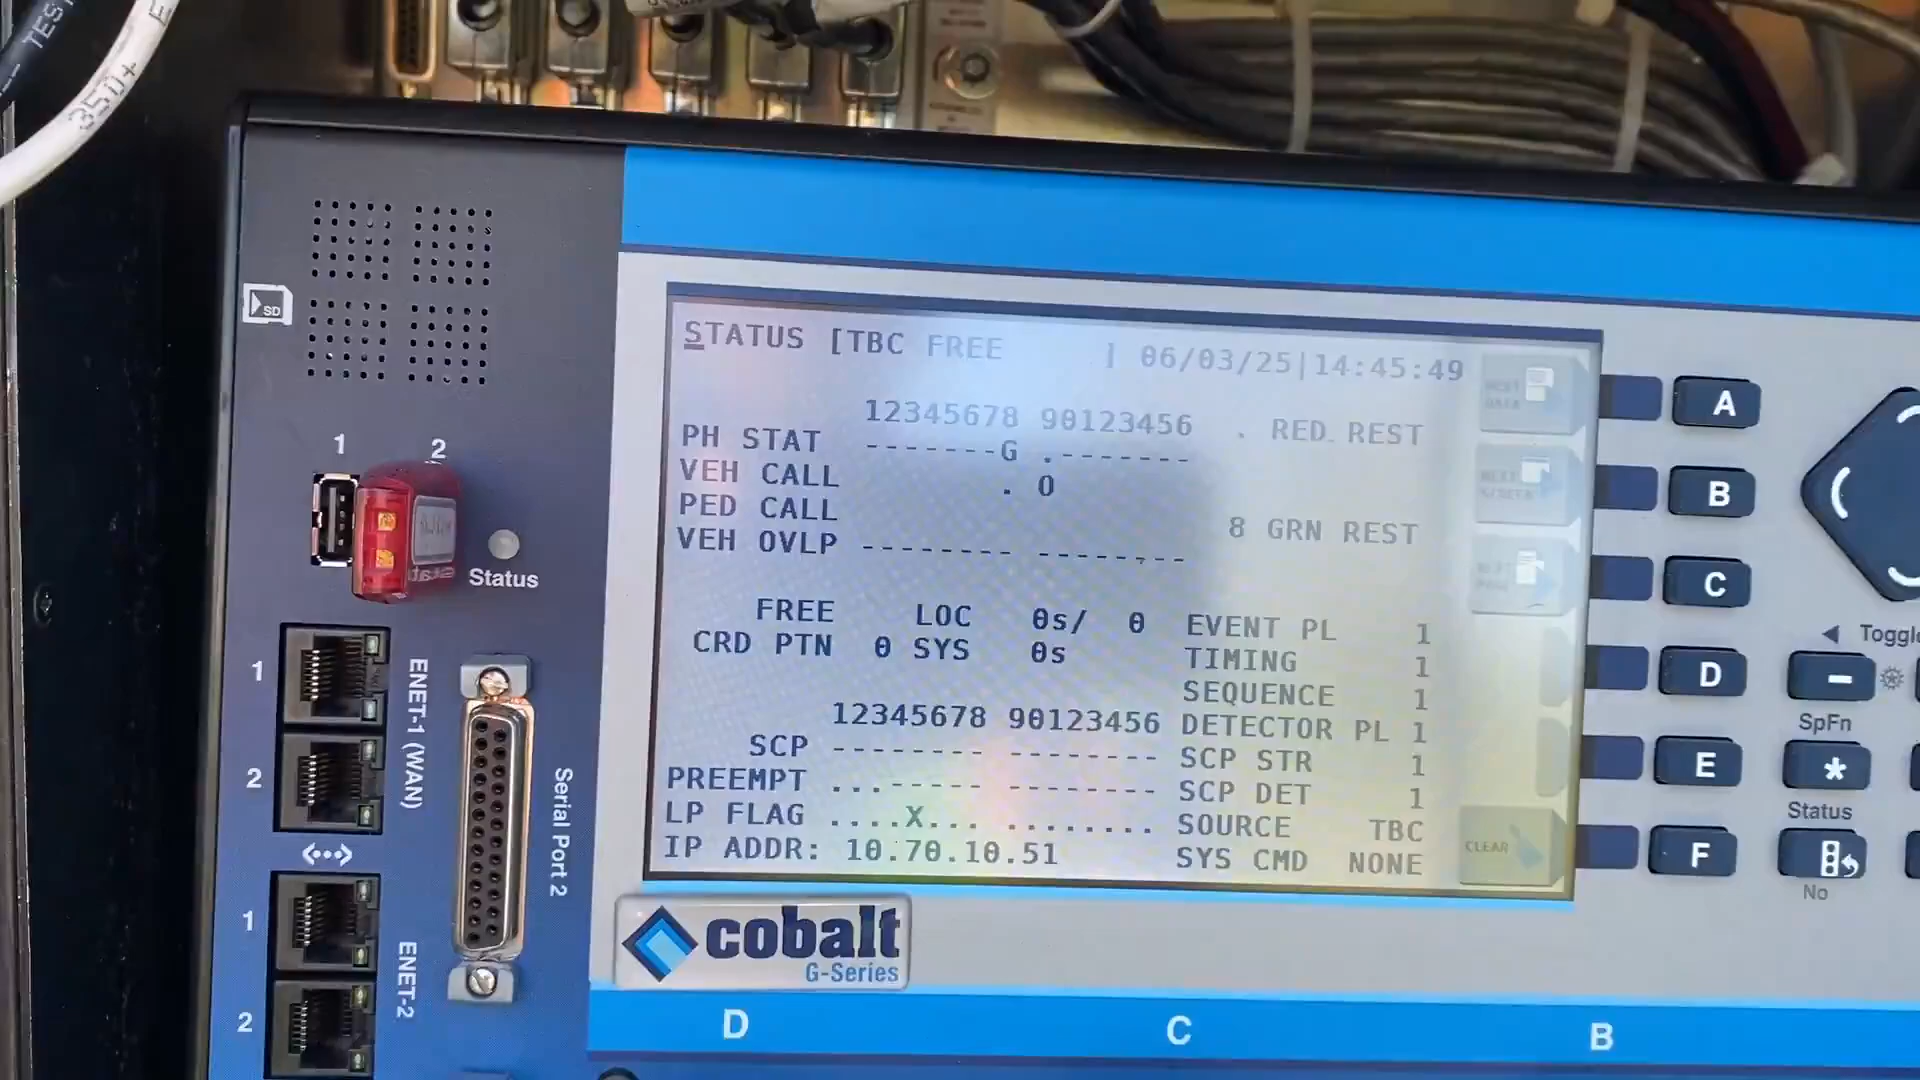 TEST
350+
SD
STATUS [TBC FREE ] 06/03/25|14:45:49
12345678 90123456 . RED REST
PH STAT -------G .-------
VEH CALL . O
PED CALL
8 GRN REST
VEH OVLP -------- --------
FREE LOC 0s/ 0 EVENT PL 1
CRD PTN 0 SYS 0s TIMING 1
SEQUENCE 1
12345678 90123456 DETECTOR PL 1
SCP -------- -------- SCP STR 1
PREEMPT ...----- -------- SCP DET 1
LP FLAG ....X... ........ SOURCE TBC
IP ADDR: 10.70.10.51 SYS CMD NONE
CLEAR
A
B
C
D
E
F
Toggle
-
SpFn
*
Status
No
1 2
Status
1
2
ENET-1 (WAN)
1
2
ENET-2
Serial Port 2
cobalt
G-Series
D C B